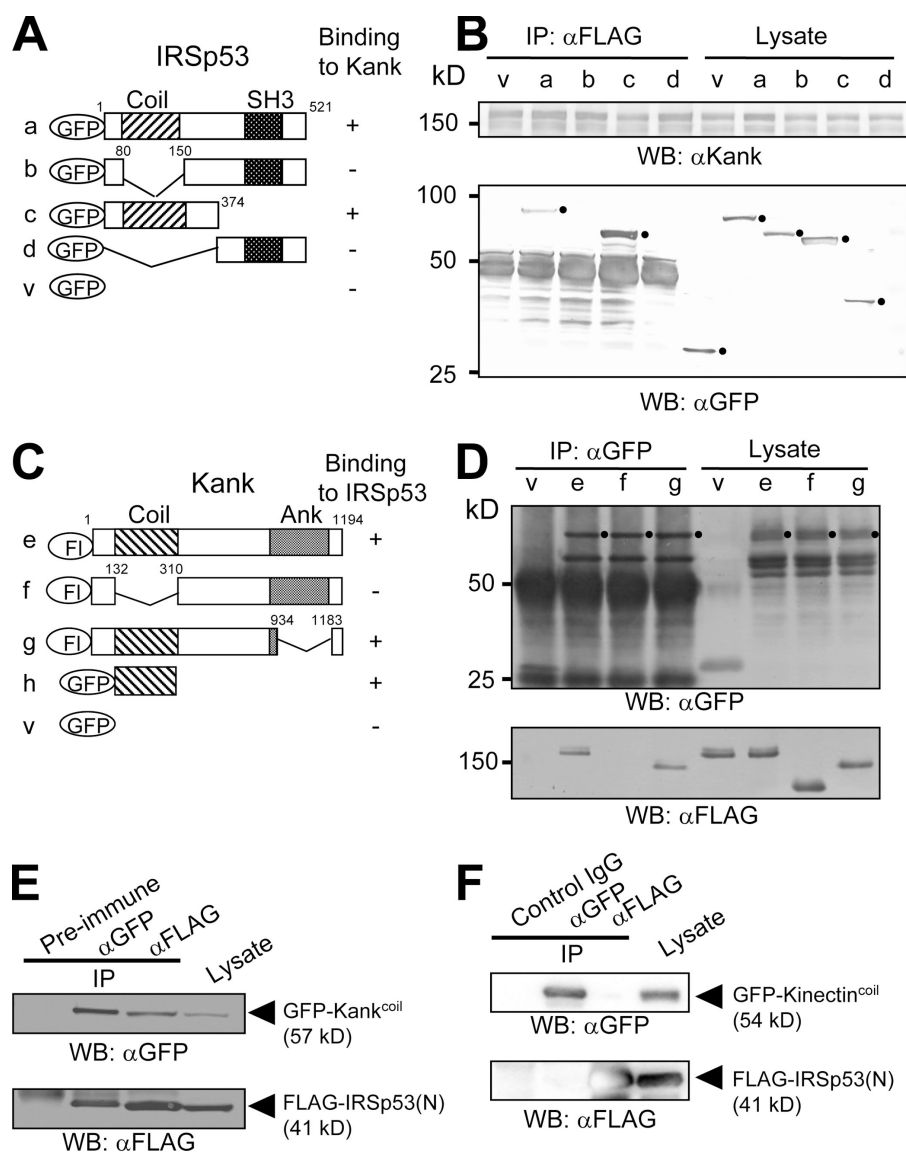 A
IRSp53
Binding
to Kank
1 Coil SH3 521
a GFP +
80 150
b GFP -
c GFP 374 +
d GFP -
v GFP -
B
IP: αFLAG Lysate
kD v a b c d v a b c d
150
WB: αKank
100
50
25
WB: αGFP
C
Kank
Binding
to IRSp53
1 Coil Ank 1194
e Fl +
132 310
f Fl -
934 1183
g Fl +
h GFP +
v GFP -
D
IP: αGFP Lysate
kD v e f g v e f g
50
25
WB: αGFP
150
WB: αFLAG
E
Pre-immune
αGFP
αFLAG
Lysate
IP
GFP-Kankcoil
(57 kD)
WB: αGFP
FLAG-IRSp53(N)
(41 kD)
WB: αFLAG
F
Control IgG
αGFP
αFLAG
Lysate
IP
GFP-Kinectincoil
(54 kD)
WB: αGFP
FLAG-IRSp53(N)
(41 kD)
WB: αFLAG